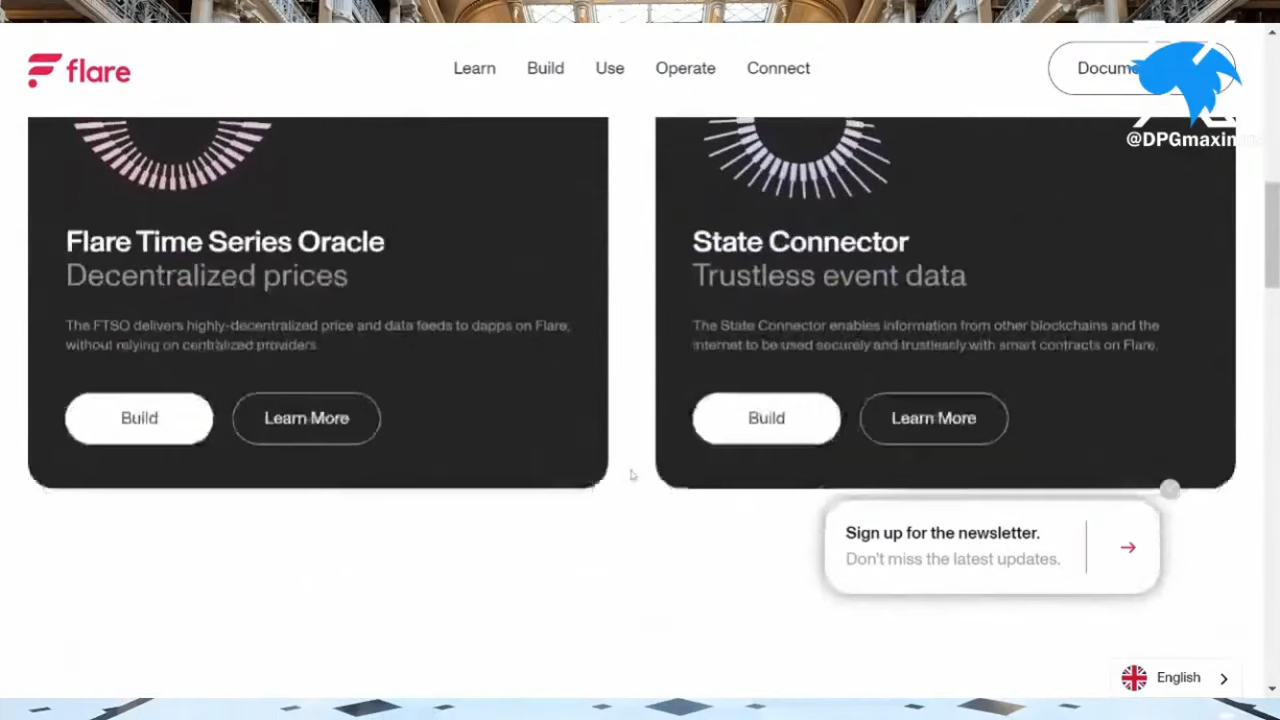 flare
Learn
Build
Use
Operate
Connect
@DPGmaxim
Flare Time Series Oracle
Decentralized prices
The FTSO delivers highly-decentralized price and data feeds to dapps on Flare,
without relying on centralized providers.
Build
Learn More
State Connector
Trustless event data
The State Connector enables information from other blockchains and the
internet to be used securely and trustlessly with smart contracts on Flare.
Build
Learn More
Sign up for the newsletter.
Don't miss the latest updates.
English